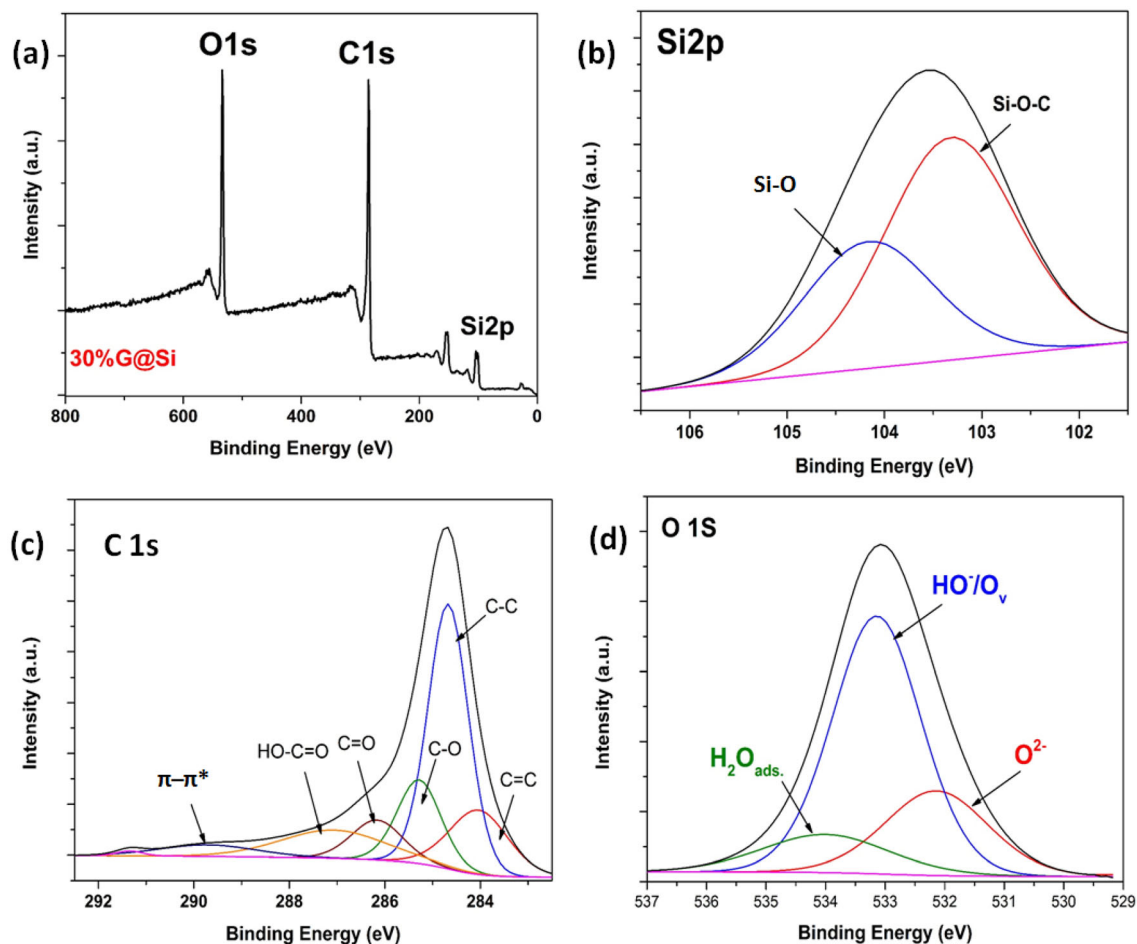 (a)
O1s
C1s
Si2p
30%G@Si
Intensity (a.u.)
800 600 400 200 0
Binding Energy (eV)
(b)
Si2p
Si-O-C
Si-O
Intensity (a.u.)
106 105 104 103 102
Binding Energy (eV)
(c)
C 1s
C-C
HO-C=O
C=O
C-O
C=C
π–π*
Intensity (a.u.)
292 290 288 286 284
Binding Energy (eV)
(d)
O 1S
HO⁻/Oᵥ
H₂Oads.
O²⁻
Intensity (a.u.)
537 536 535 534 533 532 531 530 529
Binding Energy (eV)